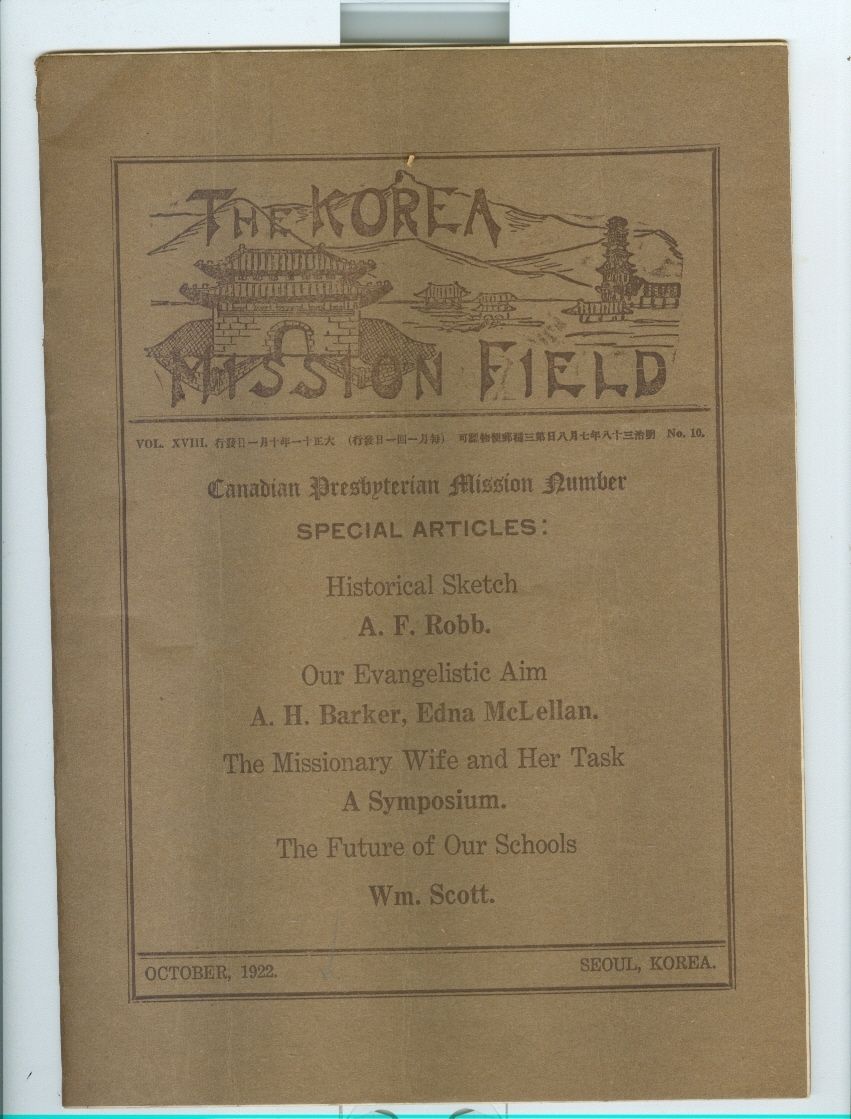 THE KOREA
MISSION FIELD
VOL. XVIII. 行發日一月十年十一正大 (行發日一回一月每) 可認物便郵種三第日八月七年八十三治明 No. 10.
Canadian Presbyterian Mission Number
SPECIAL ARTICLES:
Historical Sketch
A. F. Robb.
Our Evangelistic Aim
A. H. Barker, Edna McLellan.
The Missionary Wife and Her Task
A Symposium.
The Future of Our Schools
Wm. Scott.
OCTOBER, 1922. SEOUL, KOREA.